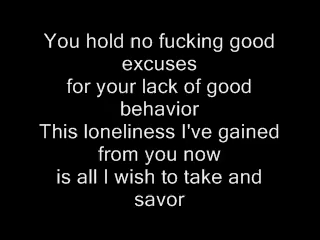 You hold no fucking good
excuses
for your lack of good
behavior
This loneliness I've gained
from you now
is all I wish to take and
savor